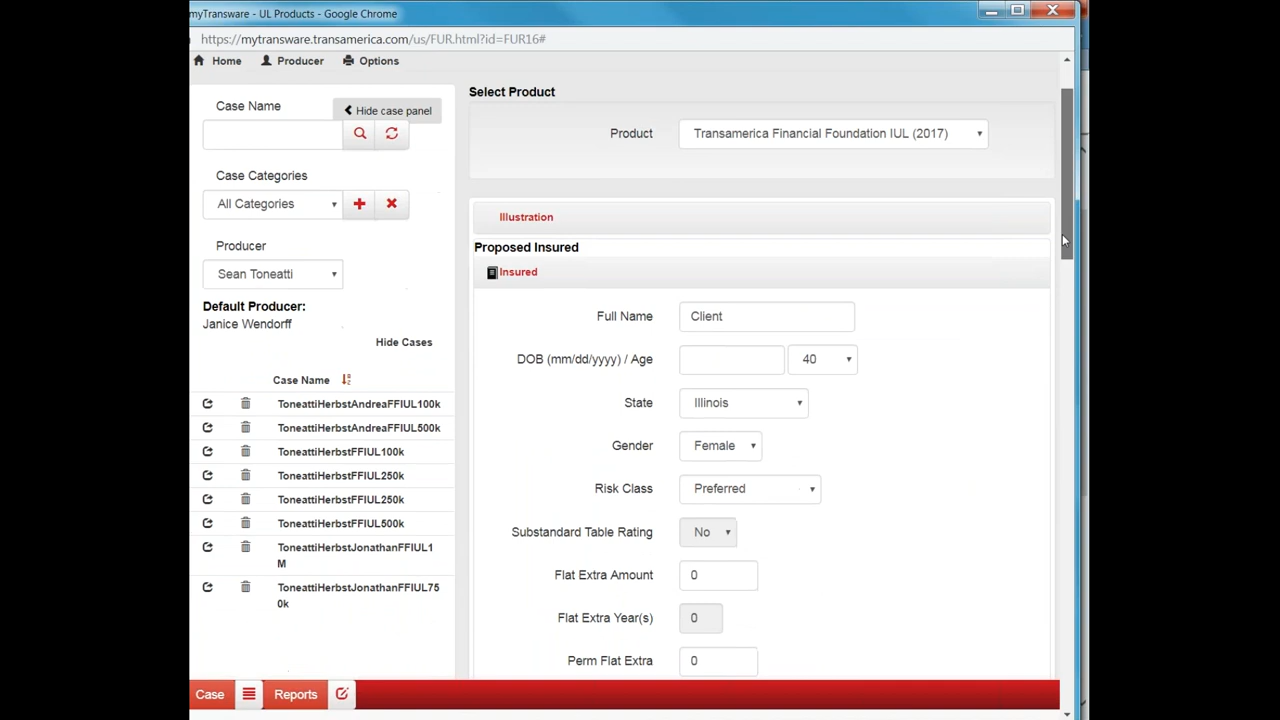 myTransware - UL Products - Google Chrome
https://mytransware.transamerica.com/us/FUR.html?id=FUR16#
Home Producer Options
Case Name
Hide case panel
Case Categories
All Categories
Producer
Sean Toneatti
Default Producer:
Janice Wendorff
Hide Cases
Case Name
ToneattiHerbstAndreaFFIUL100k
ToneattiHerbstAndreaFFIUL500k
ToneattiHerbstFFIUL100k
ToneattiHerbstFFIUL250k
ToneattiHerbstFFIUL250k
ToneattiHerbstFFIUL500k
ToneattiHerbstJonathanFFIUL1
M
ToneattiHerbstJonathanFFIUL75
0k
Select Product
Product Transamerica Financial Foundation IUL (2017)
Illustration
Proposed Insured
Insured
Full Name Client
DOB (mm/dd/yyyy) / Age 40
State Illinois
Gender Female
Risk Class Preferred
Substandard Table Rating No
Flat Extra Amount 0
Flat Extra Year(s) 0
Perm Flat Extra 0
Case Reports